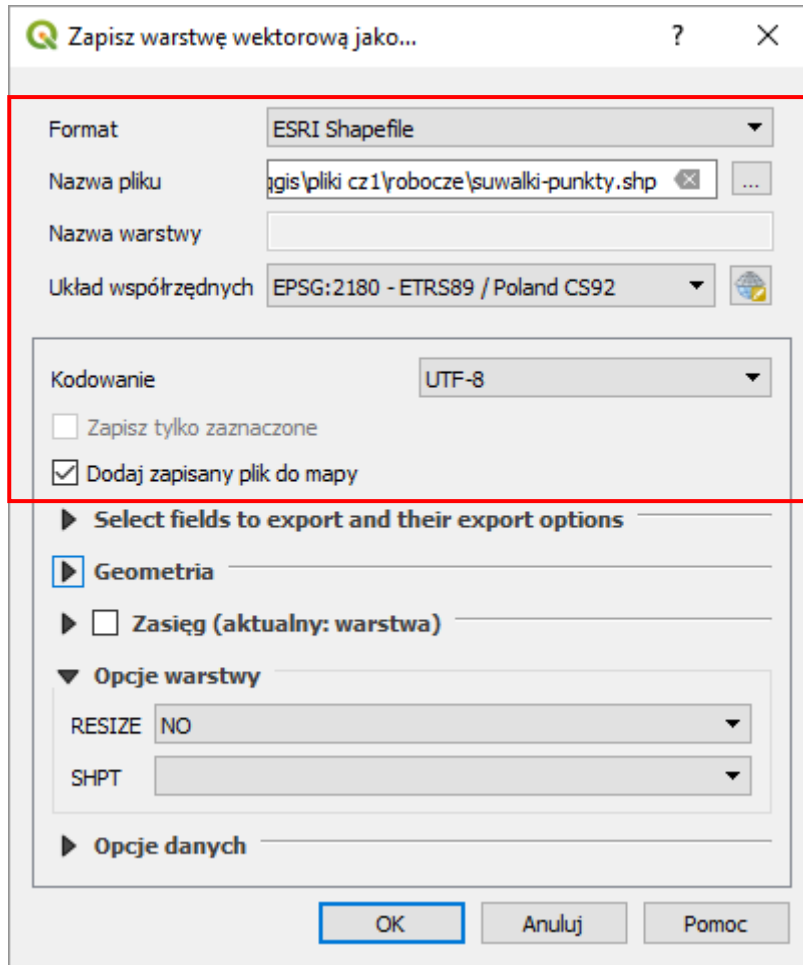 Zapisz warstwę wektorową jako... ?
Format ESRI Shapefile
Nazwa pliku qgis\pliki cz1\robocze\suwalki-punkty.shp ...
Nazwa warstwy
Układ współrzędnych EPSG:2180 - ETRS89 / Poland CS92
Kodowanie UTF-8
Zapisz tylko zaznaczone
Dodaj zapisany plik do mapy
Select fields to export and their export options
Geometria
Zasięg (aktualny: warstwa)
Opcje warstwy
RESIZE NO
SHPT
Opcje danych
OK Anuluj Pomoc